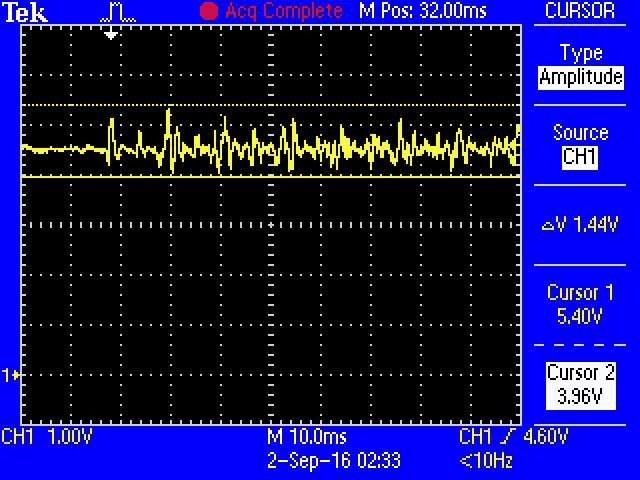 Tek Acq Complete M Pos: 32.00ms CURSOR
Type
Amplitude
Source
CH1
△V 1.44V
Cursor 1
5.40V
Cursor 2
3.96V
1
CH1 1.00V M 10.0ms CH1 4.60V
2-Sep-16 02:33 <10Hz